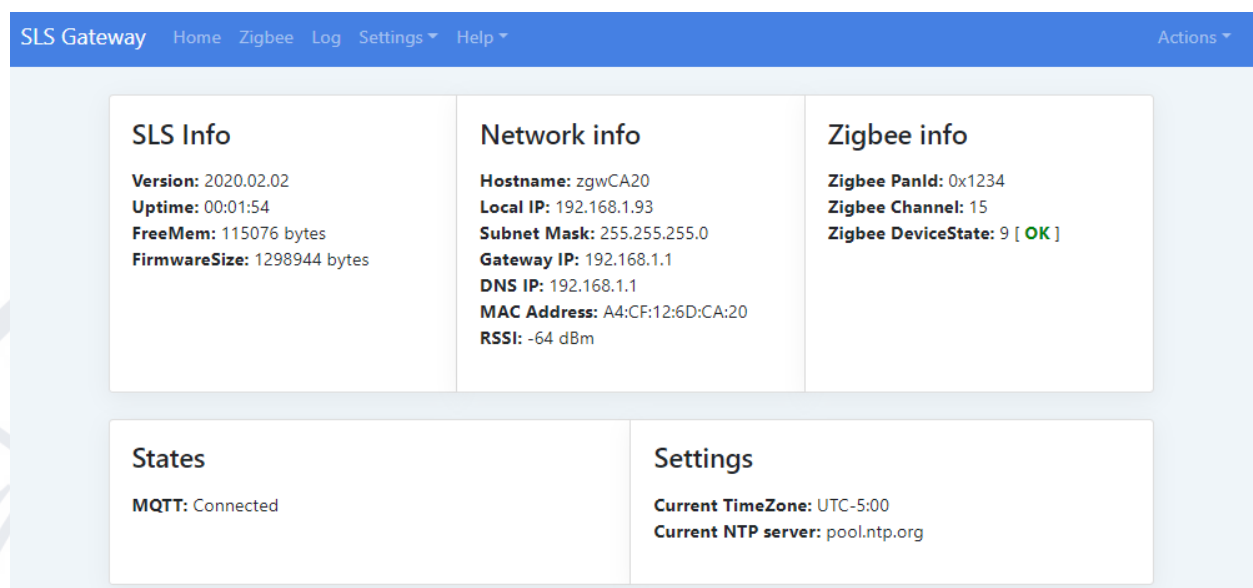 SLS Gateway Home Zigbee Log Settings Help Actions
SLS Info
Version: 2020.02.02
Uptime: 00:01:54
FreeMem: 115076 bytes
FirmwareSize: 1298944 bytes
Network info
Hostname: zgwCA20
Local IP: 192.168.1.93
Subnet Mask: 255.255.255.0
Gateway IP: 192.168.1.1
DNS IP: 192.168.1.1
MAC Address: A4:CF:12:6D:CA:20
RSSI: -64 dBm
Zigbee info
Zigbee PanId: 0x1234
Zigbee Channel: 15
Zigbee DeviceState: 9 [ OK ]
States
MQTT: Connected
Settings
Current TimeZone: UTC-5:00
Current NTP server: pool.ntp.org